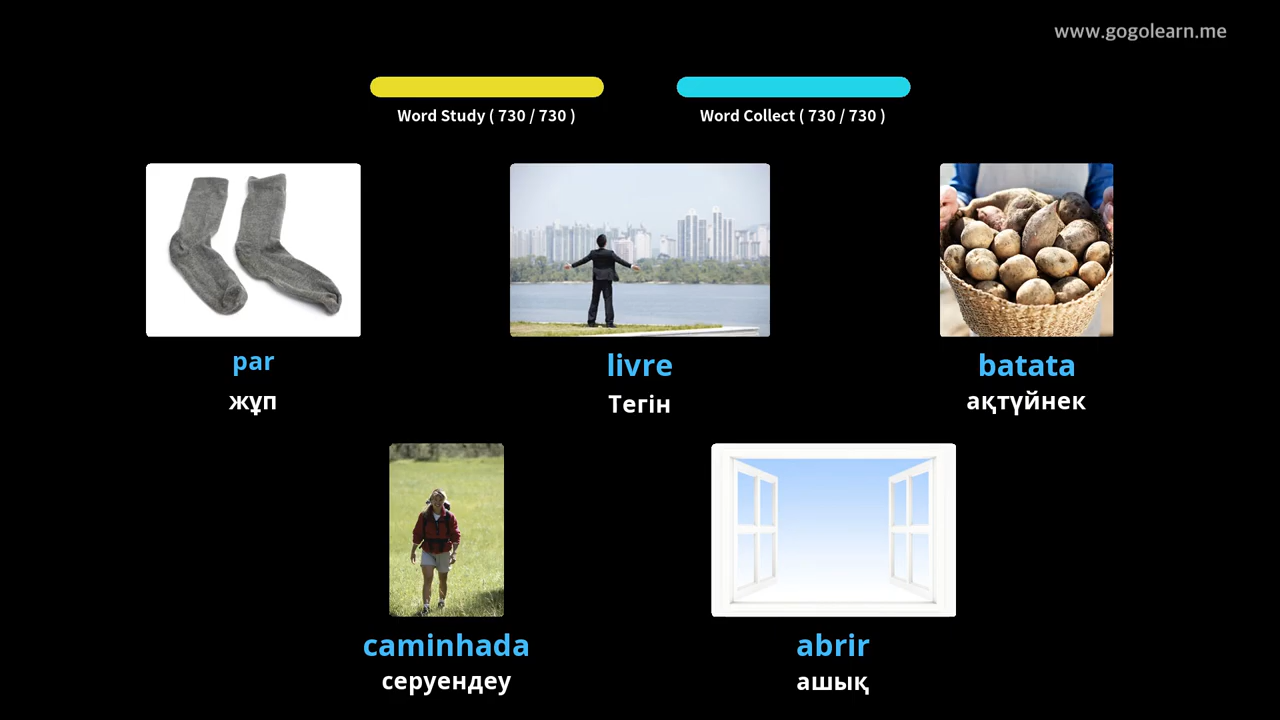 www.gogolearn.me
Word Study ( 730 / 730 )
Word Collect ( 730 / 730 )
par
жұп
livre
Тегін
batata
ақтүйнек
caminhada
серуендеу
abrir
ашық